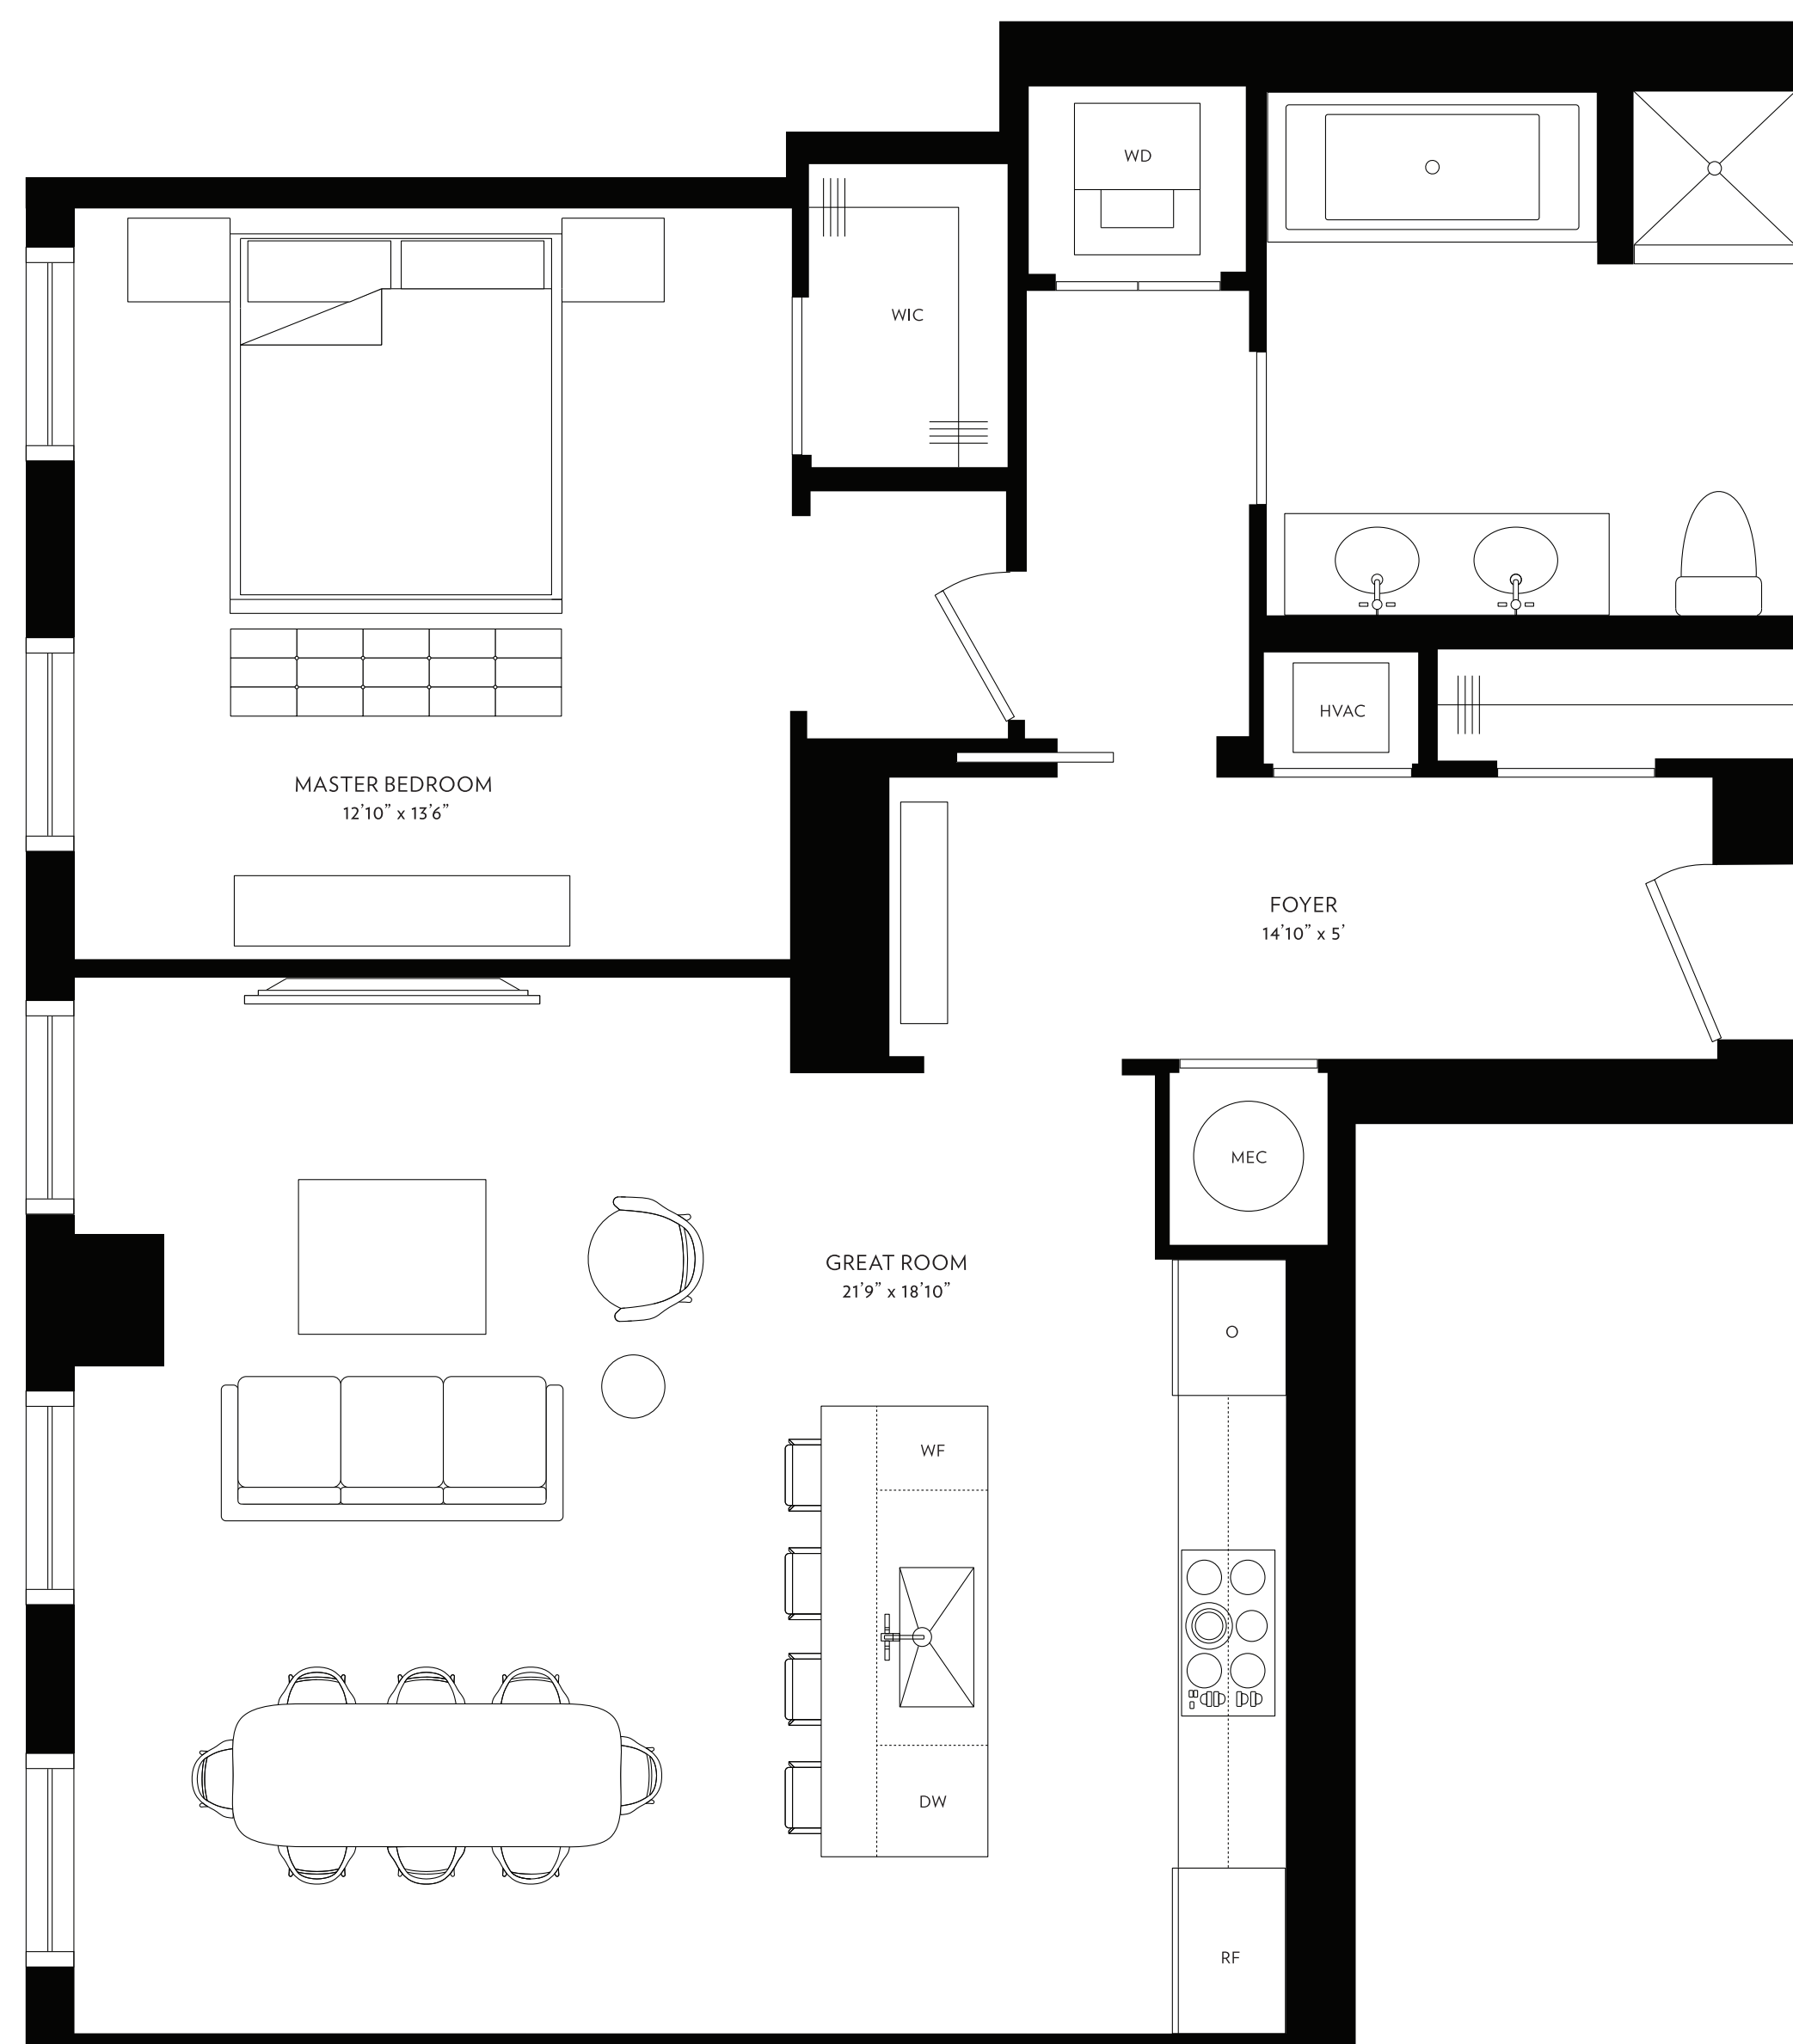 WD
WIC
HVAC
MASTER BEDROOM
12'10" x 13'6"
FOYER
14'10" x 5'
MEC
GREAT ROOM
21'9" x 18'10"
WF
DW
RF